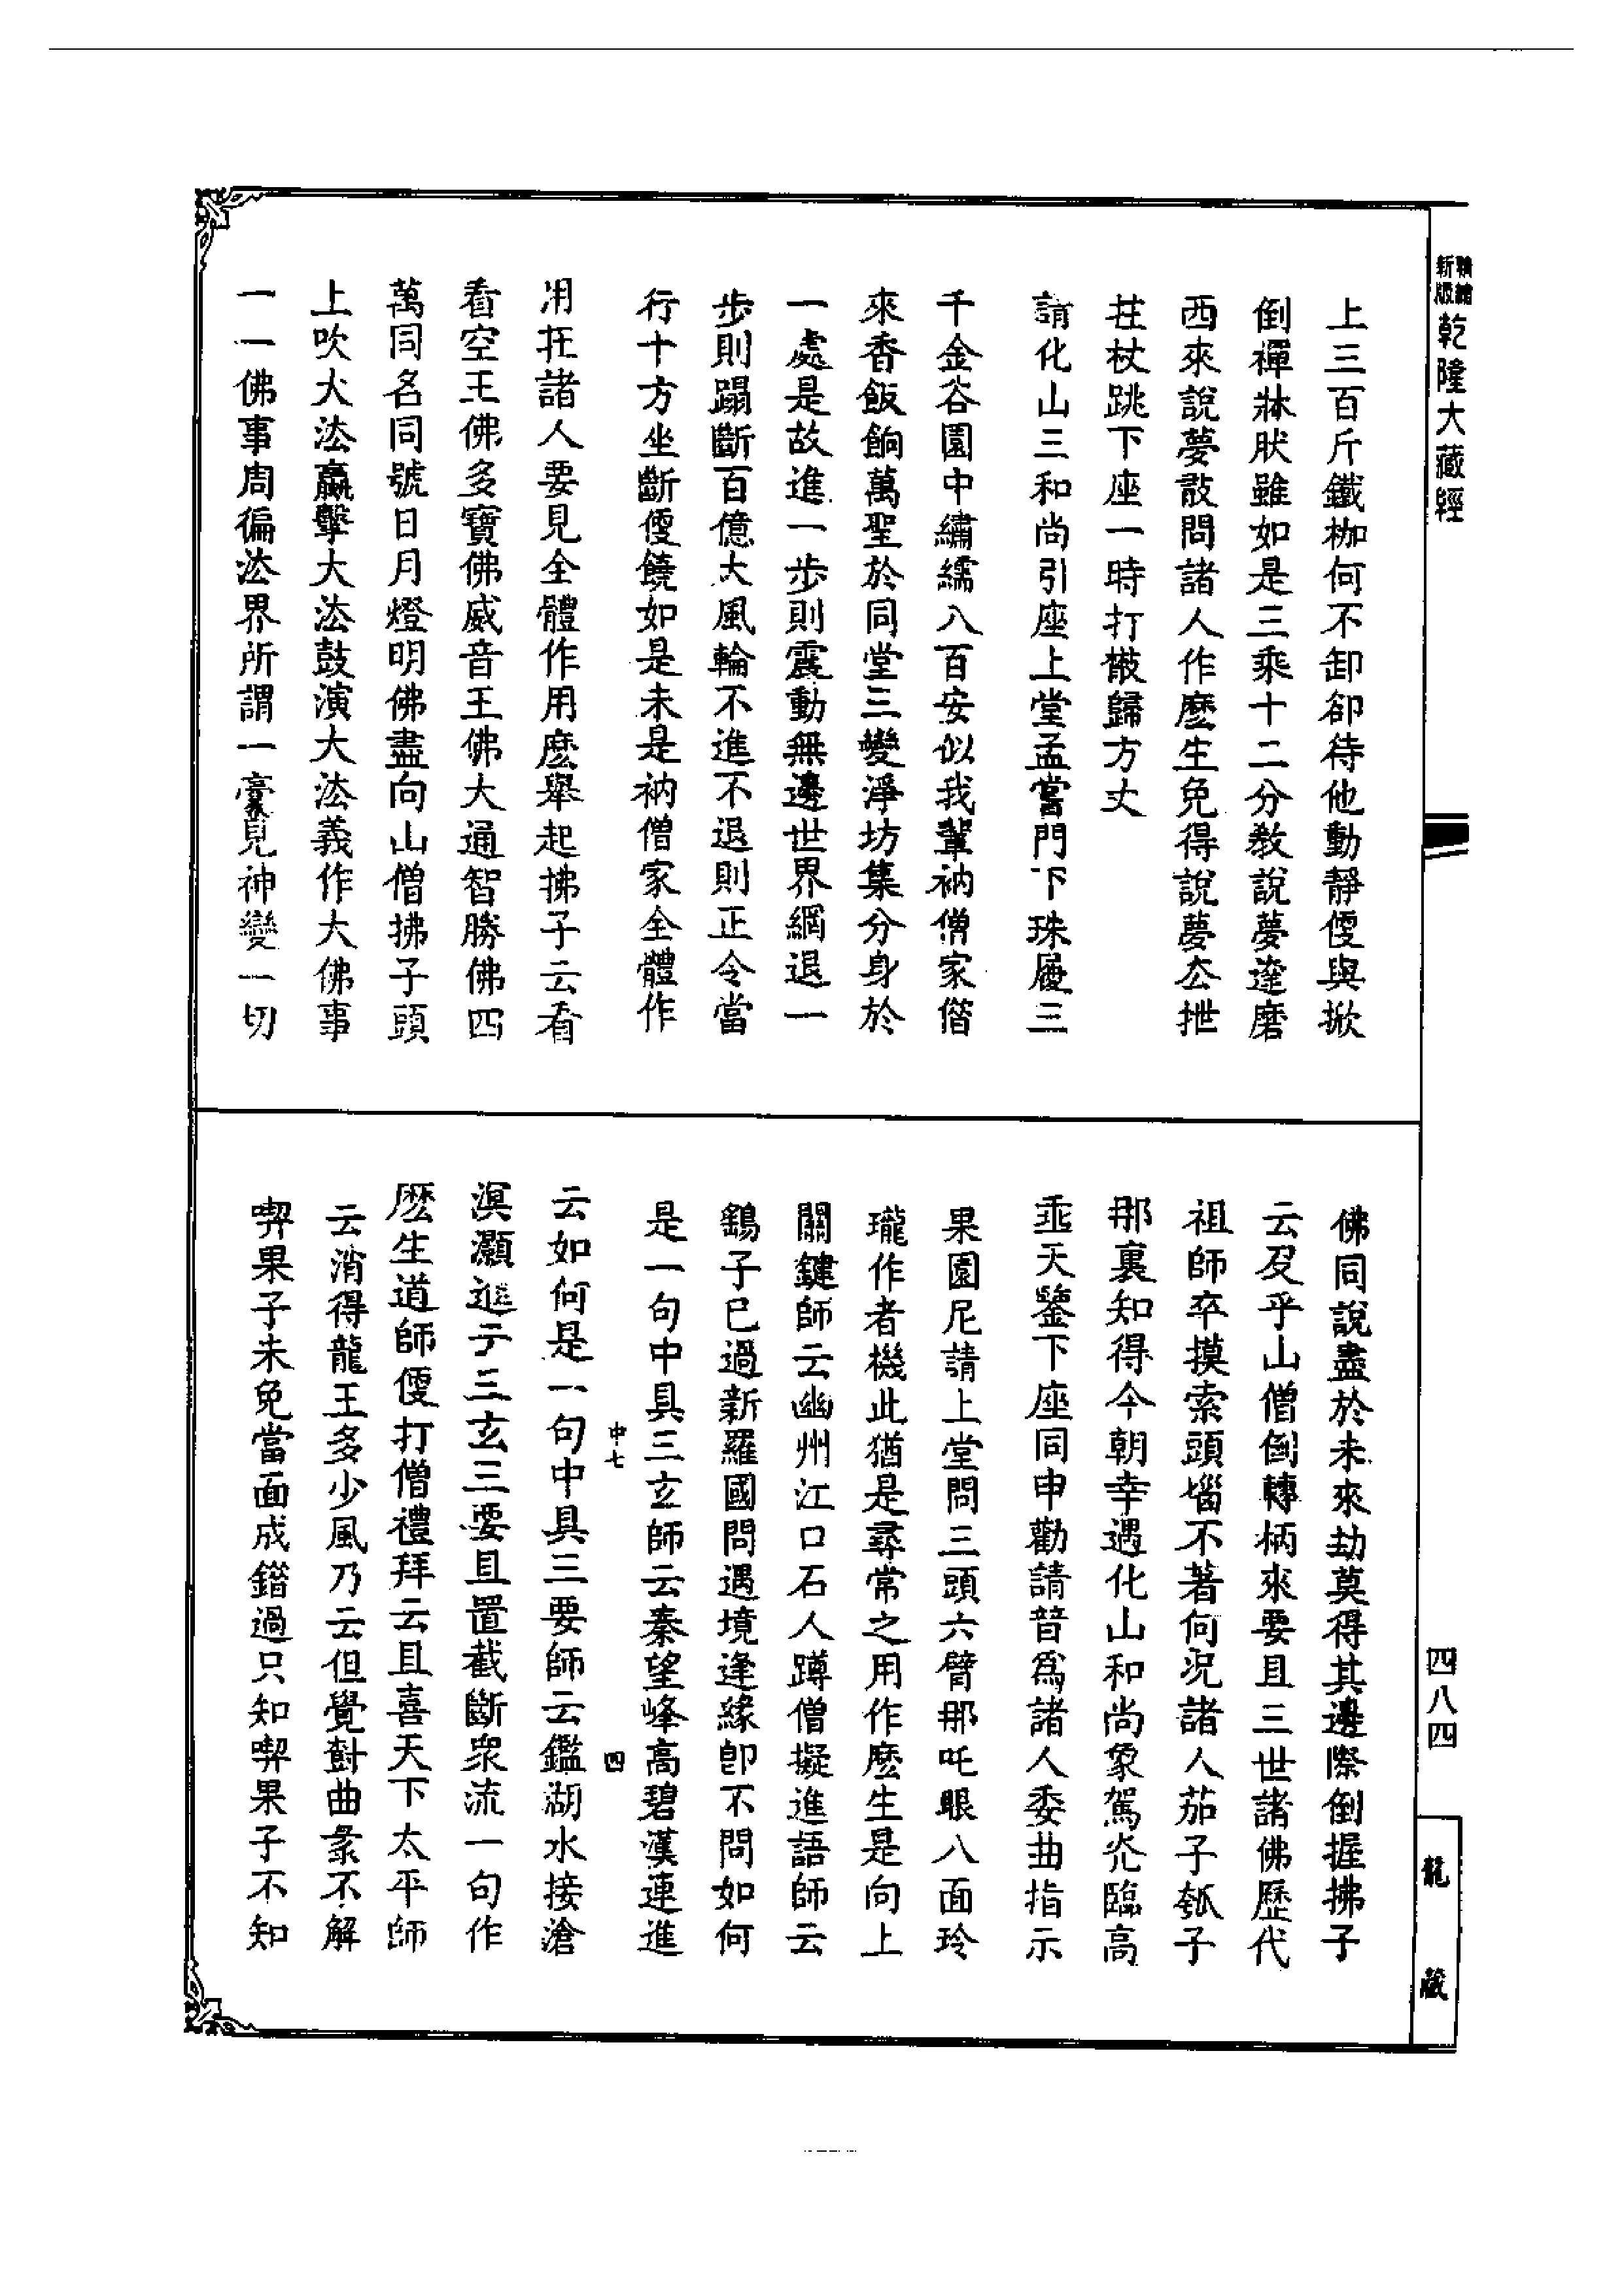 新版精繪乾隆大藏經
上三百斤鐵枷何不卸卻待他動靜便與掀
倒禪牀狀雖如是三乘十二分教說夢達磨
西來說夢敢問諸人作麼生免得說夢去拽
拄杖跳下座一時打散歸方丈
請化山三和尚引座上堂孟嘗門下珠履三
千金谷園中繡繻八百安似我輩衲僧家偕
來香飯餉萬聖於同堂三變淨坊集分身於
一處是故進一步則震動無邊世界網退一
步則蹋斷百億大風輪不進不退則正令當
行十方坐斷便饒如是未是衲僧家全體作
用在諸人要見全體作用麼舉起拂子云看
看空王佛多寶佛威音王佛大通智勝佛四
萬同名同號日月燈明佛盡向山僧拂子頭
上吹大法蠃擊大法鼓演大法義作大佛事
一一佛事周徧法界所謂一毫見神變一切
佛同說盡於未來劫莫得其邊際倒握拂子
云及乎山僧倒轉柄來要且三世諸佛歷代
祖師卒摸索頭惱不著何況諸人茄子瓠子
那裏知得今朝幸遇化山和尚象駕光臨高
乖天鑒下座同申勸請普為諸人委曲指示
果園尼請上堂問三頭六臂那吒眼八面玲
瓏作者機此猶是尋常之用作麼生是向上
關鍵師云幽州江口石人蹲僧擬進語師云
鷂子已過新羅國問遇境逢緣卽不問如何
是一句中具三玄師云秦望峰高碧漢連進
中七 四
云如何是一句中具三要師云鑑湖水接滄
溟灝進云三玄三要且置截斷眾流一句作
麼生道師便打僧禮拜云且喜天下太平師
云消得龍王多少風乃云但覺對曲彔不解
喫果子未免當面成錯過只知喫果子不知
四八四
龍藏